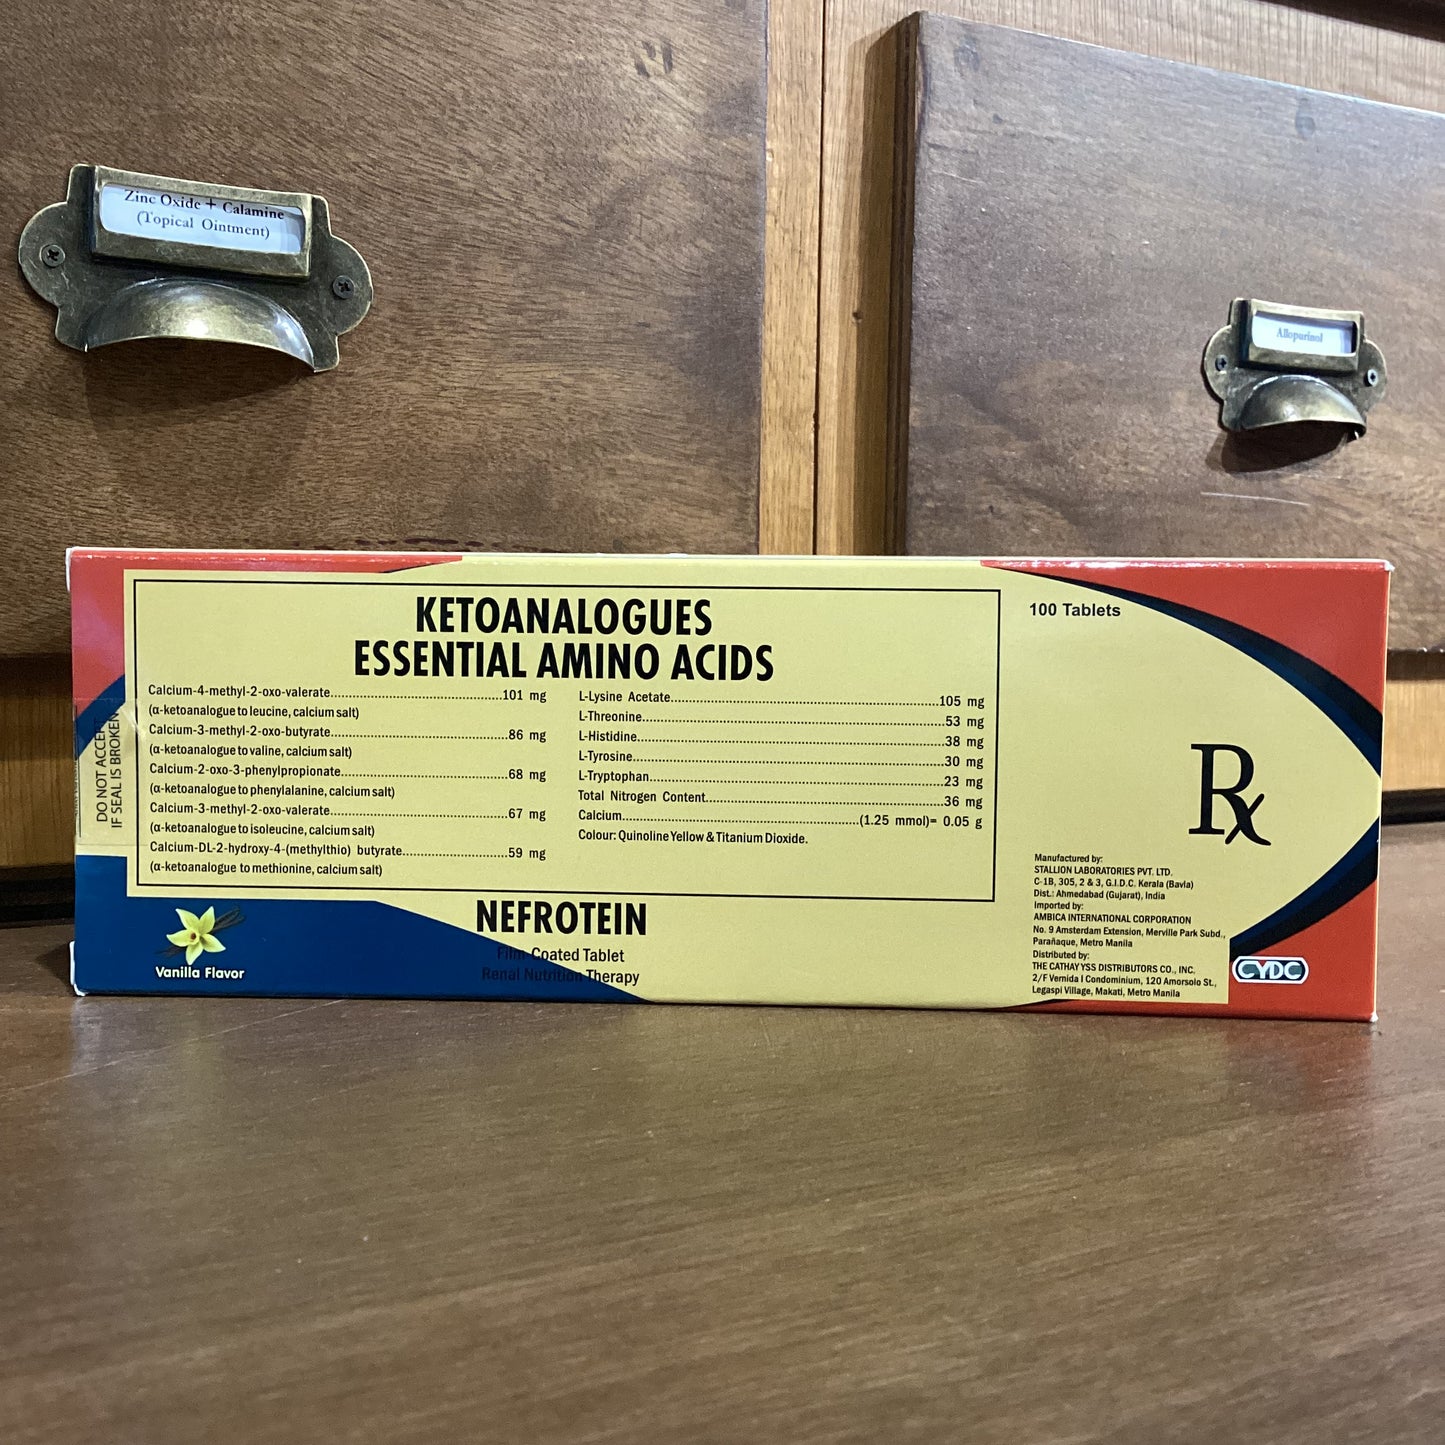 Zinc Oxide + Calamine
(Topical Ointment)
Allopurinol
KETOANALOGUES
ESSENTIAL AMINO ACIDS
Calcium-4-methyl-2-oxo-valerate..........................................101 mg
(α-ketoanalogue to leucine, calcium salt)
Calcium-3-methyl-2-oxo-butyrate..........................................86 mg
(α-ketoanalogue to valine, calcium salt)
Calcium-2-oxo-3-phenylpropionate.......................................68 mg
(α-ketoanalogue to phenylalanine, calcium salt)
Calcium-3-methyl-2-oxo-valerate..........................................67 mg
(α-ketoanalogue to isoleucine, calcium salt)
Calcium-DL-2-hydroxy-4-(methylthio) butyrate.........................59 mg
(α-ketoanalogue to methionine, calcium salt)
L-Lysine Acetate..................................................................105 mg
L-Threonine..........................................................................53 mg
L-Histidine...........................................................................38 mg
L-Tyrosine............................................................................30 mg
L-Tryptophan........................................................................23 mg
Total Nitrogen Content..........................................................36 mg
Calcium..........................................................(1.25 mmol)= 0.05 g
Colour: Quinoline Yellow & Titanium Dioxide.
100 Tablets
Rx
DO NOT ACCEPT
IF SEAL IS BROKEN
Vanilla Flavor
NEFROTEIN
Film-Coated Tablet
Renal Nutrition Therapy
Manufactured by:
STALLION LABORATORIES PVT. LTD.
C-1B, 305, 2 & 3, G.I.D.C. Kerala (Bavla)
Dist.: Ahmedabad (Gujarat), India
Imported by:
AMBICA INTERNATIONAL CORPORATION
No. 9 Amsterdam Extension, Merville Park Subd.,
Parañaque, Metro Manila
Distributed by:
THE CATHAY YSS DISTRIBUTORS CO., INC.
2/F Vernida I Condominium, 120 Amorsolo St.,
Legaspi Village, Makati, Metro Manila
CYDC